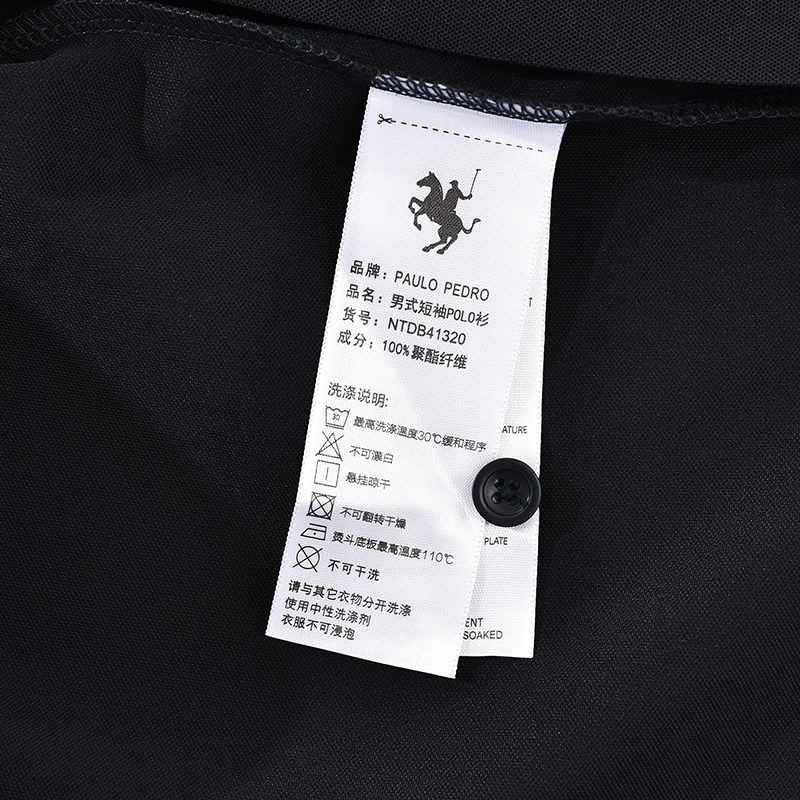 品牌: PAULO PEDRO
品名: 男式短袖POLO衫
货号: NTDB41320
成分: 100%聚酯纤维
洗涤说明:
30
最高洗涤温度30℃缓和程序
不可漂白
悬挂晾干
不可翻转干燥
熨斗底板最高温度110℃
不可干洗
请与其它衣物分开洗涤
使用中性洗涤剂
衣服不可浸泡
T
ATURE
PLATE
ENT
SOAKED